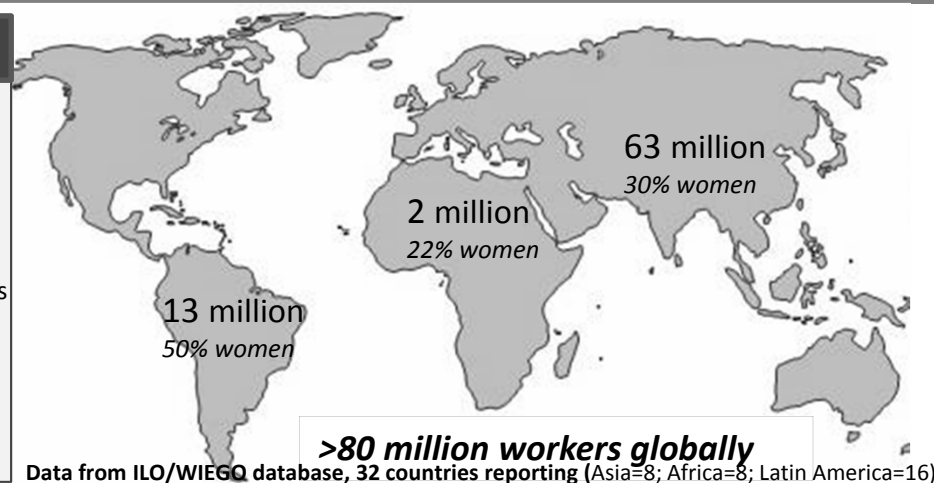 63 million
30% women
2 million
22% women
s
13 million
50% women
>80 million workers globally
Data from ILO/WIEGO database, 32 countries reporting (Asia=8; Africa=8; Latin America=16)